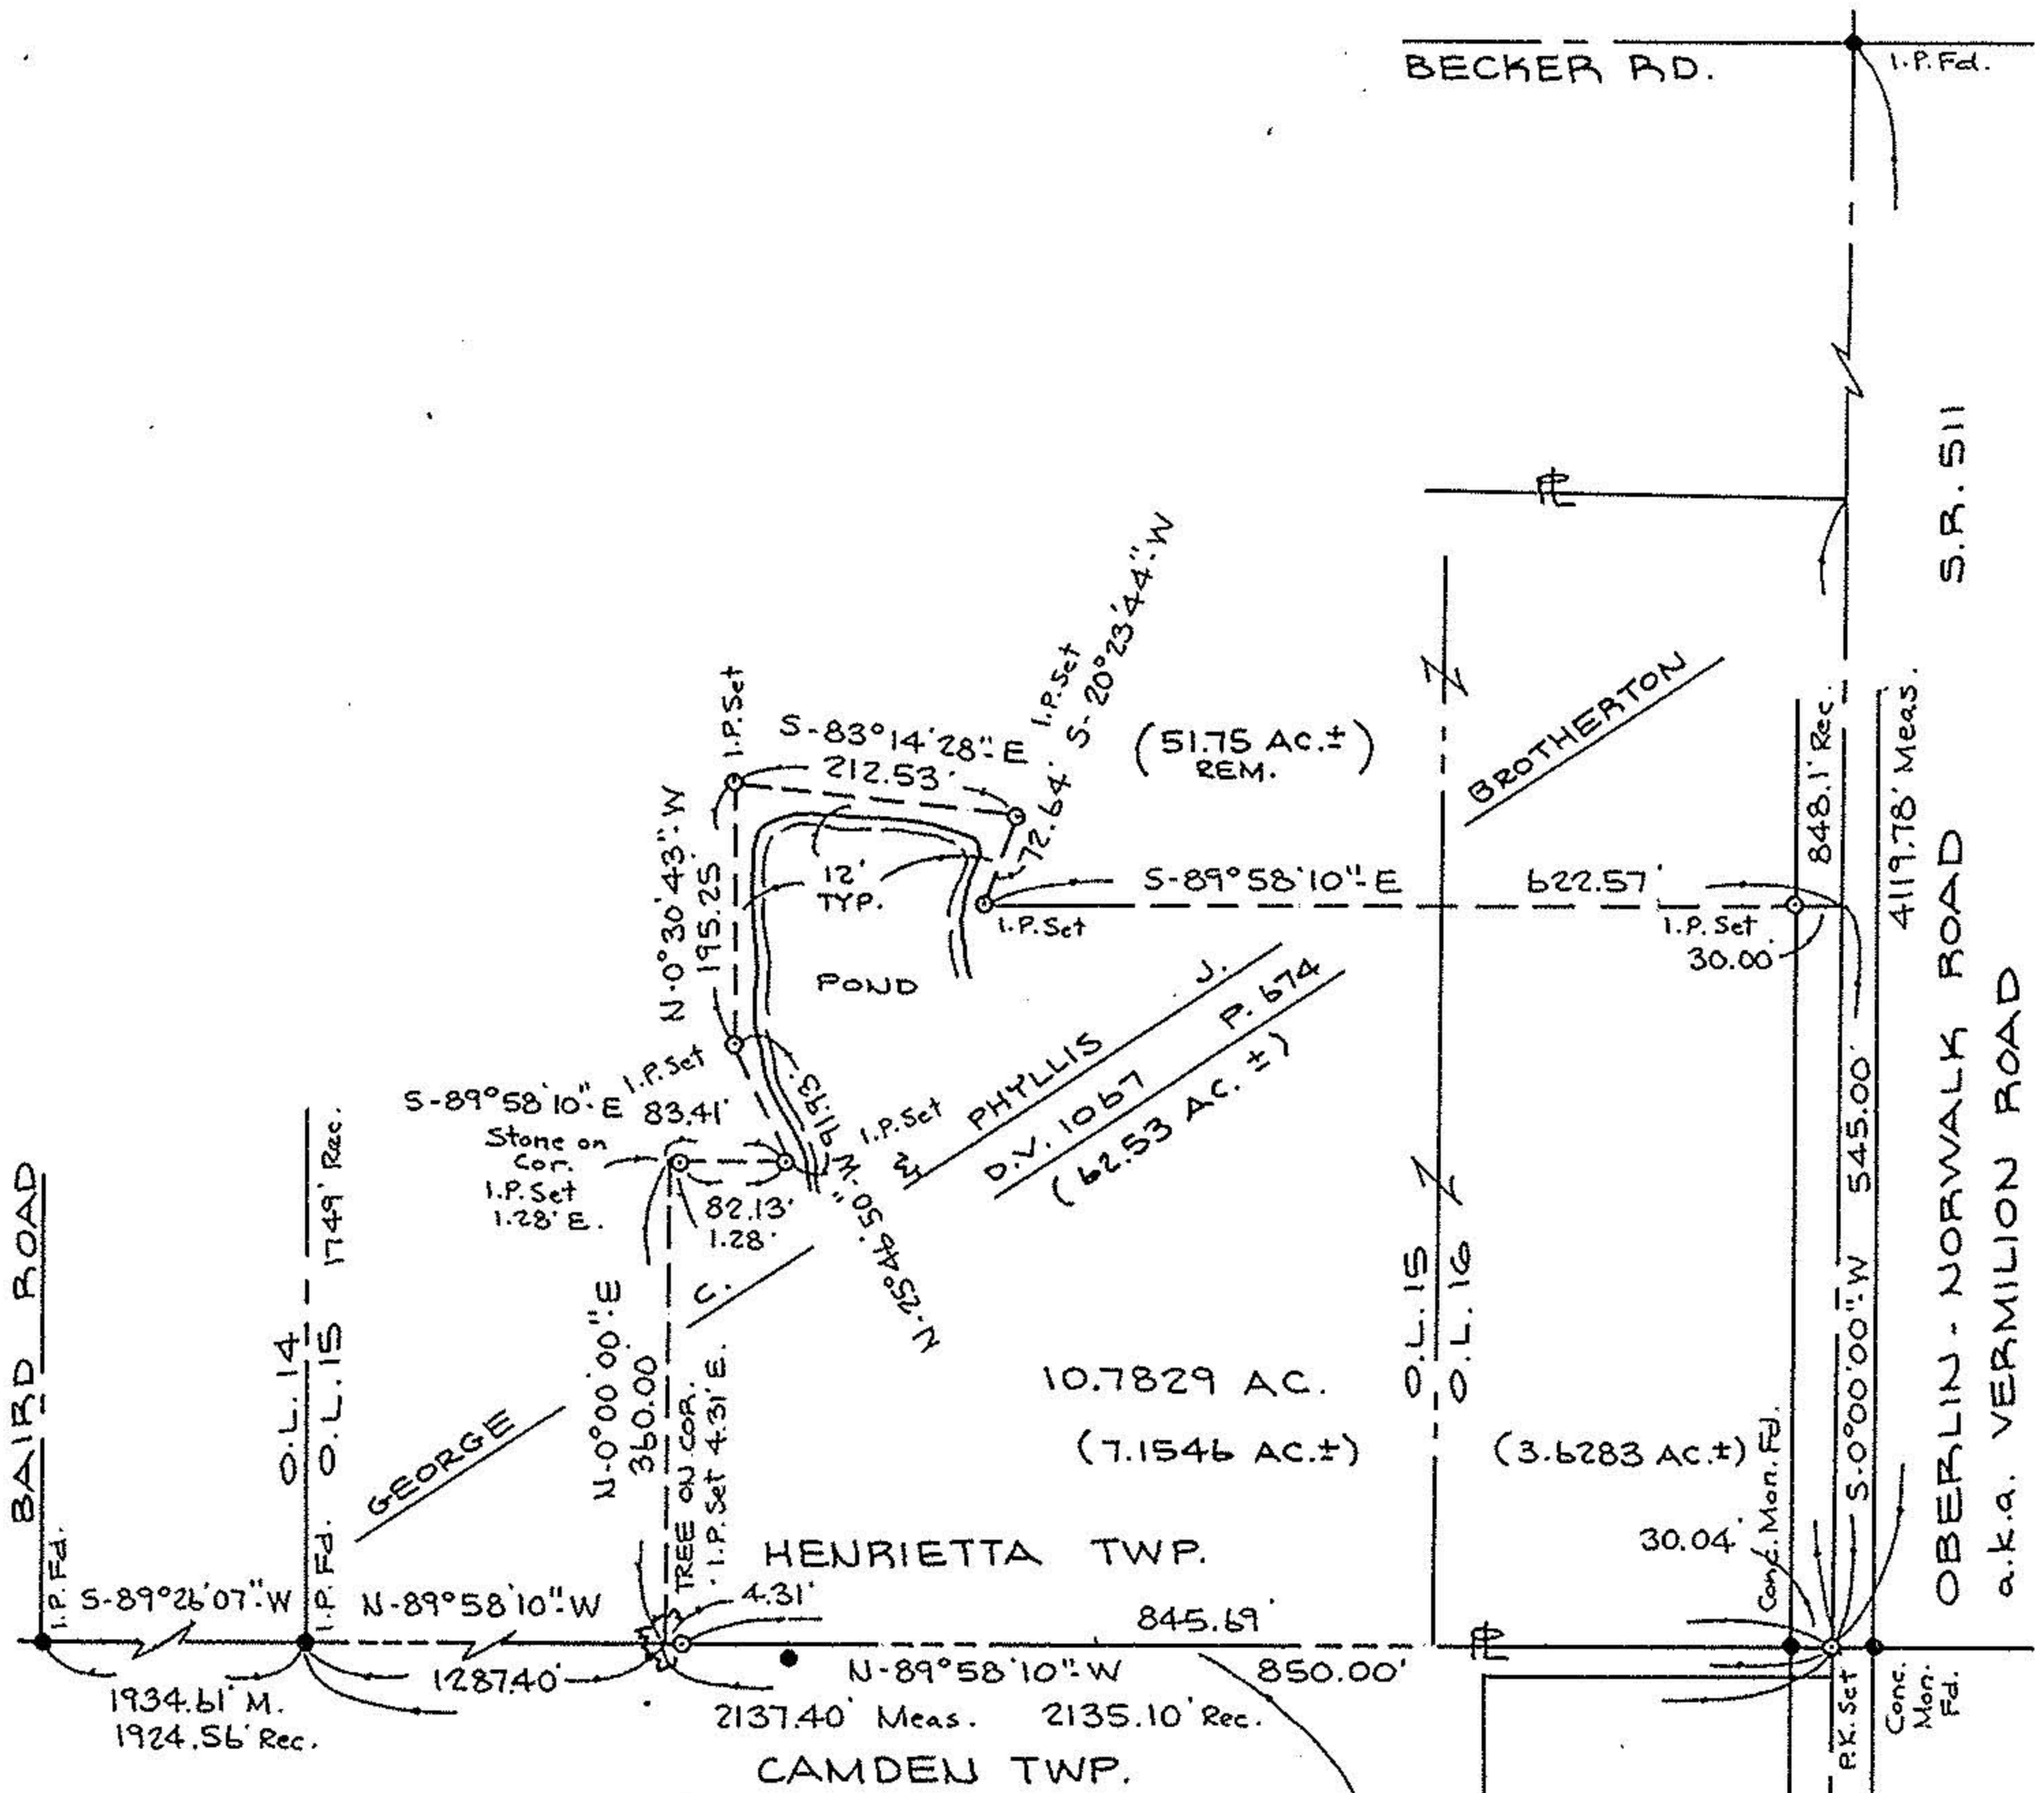 BECKER RD.
I.P. Fd.
S.R. 511
℄
I.P. Set
S-83°14'28"-E
212.53'
I.P. Set
S-20°23'44"-W
72.64'
(51.75 AC.±)
REM.
BROTHERTON
848.1' Rec.
4119.78' Meas.
N-0°30'43"-W
195.25'
12'
TYP.
S-89°58'10"-E
622.57'
I.P. Set
I.P. Set
30.00'
POND
& PHYLLIS J.
D.V. 1067 P. 674
(62.53 AC.±)
I.P. Set
S-89°58'10"-E 83.41'
Stone on
Cor.
I.P. Set
1.28' E.
82.13'
1.28'
91.93'
I.P. Set
N-25°46'50"-W
545.00'
S-0°00'00"-W
OBERLIN - NORWALK ROAD
a.k.a. VERMILION ROAD
BAIRD ROAD
O.L. 14
O.L. 15
1749' Rec.
GEORGE
C.
N-0°00'00"-E
360.00'
TREE ON COR.
I.P. Set 4.31' E.
10.7829 AC.
(7.1546 AC.±)
O.L. 15
O.L. 16
(3.6283 AC.±)
Conc. Mon. Fd.
30.04'
HENRIETTA TWP.
I.P. Fd.
S-89°26'07"-W
I.P. Fd.
N-89°58'10"-W
4.31'
845.69'
℄
1934.61' M.
1924.56' Rec.
1287.40'
N-89°58'10"-W
850.00'
2137.40' Meas. 2135.10' Rec.
P.K. Set
Conc.
Mon.
Fd.
CAMDEN TWP.